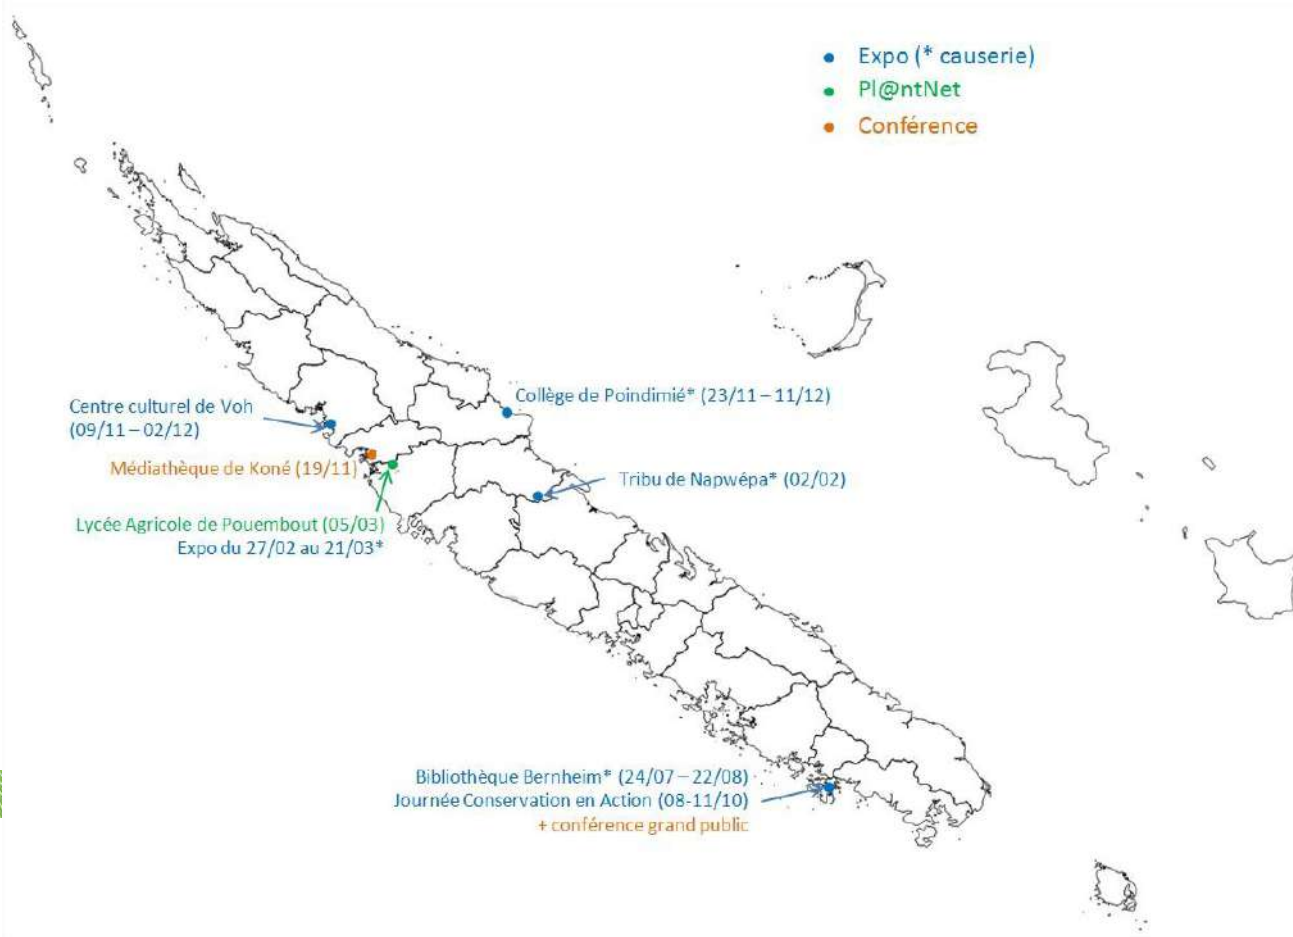 Expo (* causerie)
Pl@ntNet
Conférence
Collège de Poindimié* (23/11 – 11/12)
Centre culturel de Voh
(09/11 – 02/12)
Médiathèque de Koné (19/11)
Tribu de Napwépa* (02/02)
Lycée Agricole de Pouembout (05/03)
Expo du 27/02 au 21/03*
Bibliothèque Bernheim* (24/07 – 22/08)
Journée Conservation en Action (08-11/10)
+ conférence grand public